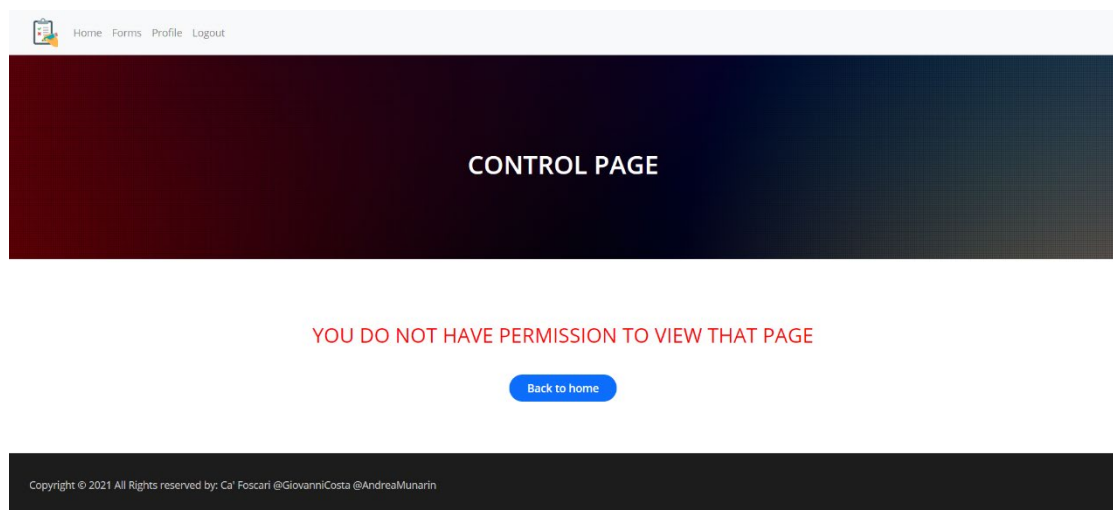 Home Forms Profile Logout
CONTROL PAGE
YOU DO NOT HAVE PERMISSION TO VIEW THAT PAGE
Back to home
Copyright © 2021 All Rights reserved by: Ca' Foscari @GiovanniCosta @AndreaMunarin